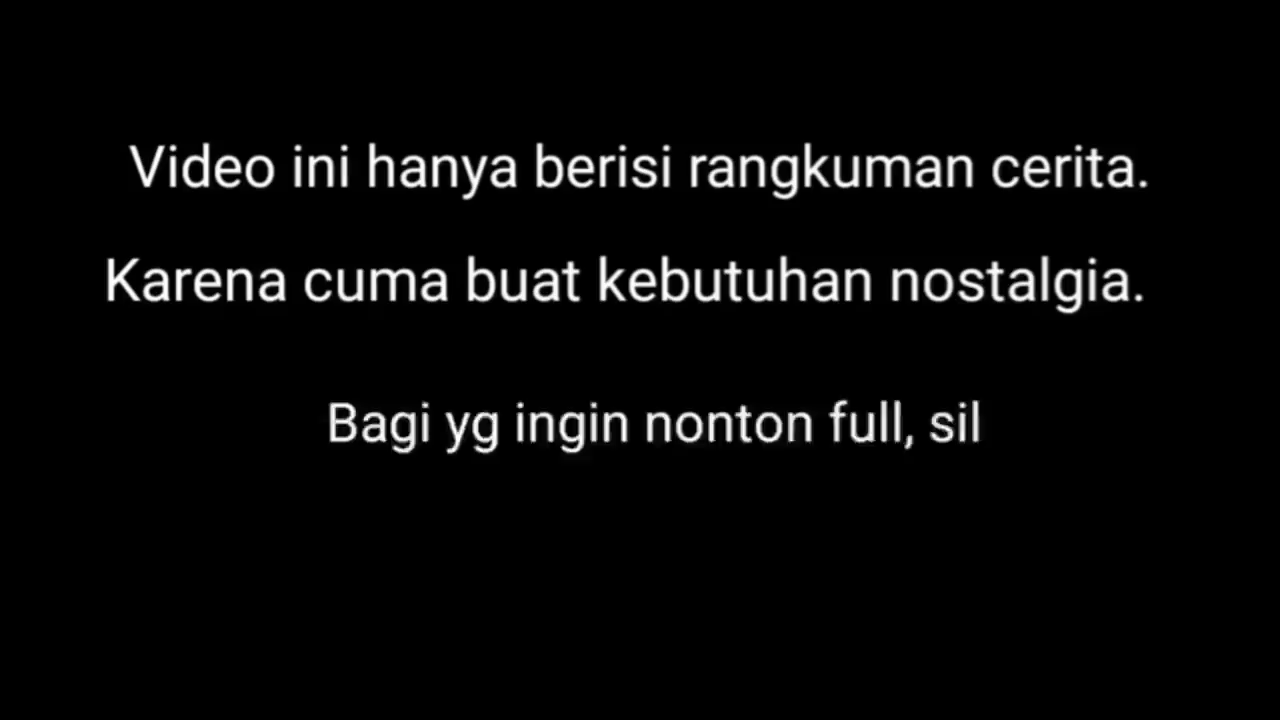 Video ini hanya berisi rangkuman cerita.
Karena cuma buat kebutuhan nostalgia.
Bagi yg ingin nonton full, sil